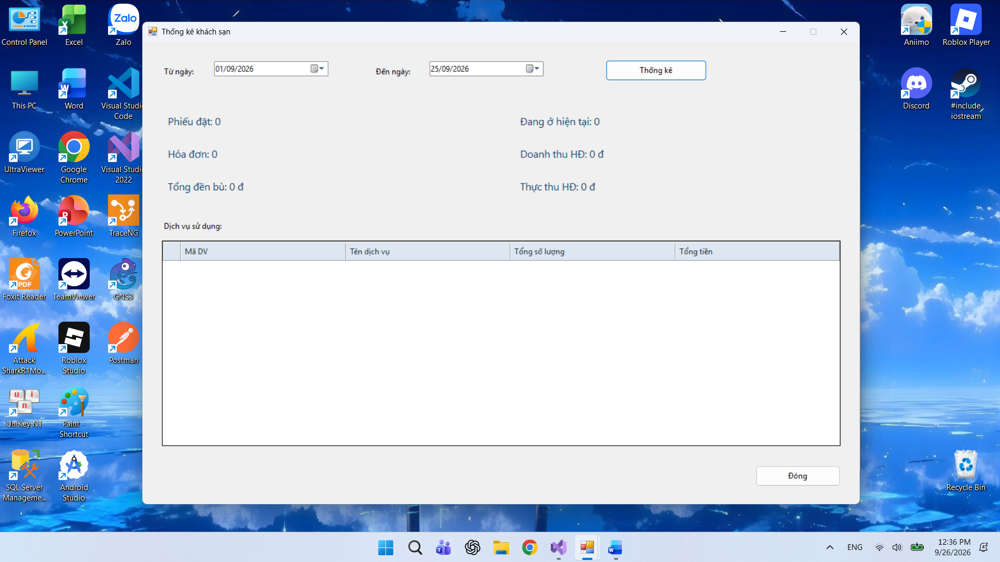 Control Panel
Excel
Zalo
Zalo
This PC
Word
Visual Studi
Code
UltraViewer
Google
Chrome
Visual Studi
2022
Firefox
PowerPoint
TraceNG
PDF
Foxit Reader
TeamViewer
GNS3
Attack
SharkR1Mo...
Roblox
Studio
Postman
u i
n
UniKey NT
Paint -
Shortcut
SQL Server
Manageme...
Android
Studio
Thống kê khách sạn
Từ ngày:
01/09/2026
Đến ngày:
25/09/2026
Thống kê
Phiếu đặt: 0
Đang ở hiện tại: 0
Hóa đơn: 0
Doanh thu HĐ: 0 đ
Tổng đền bù: 0 đ
Thực thu HĐ: 0 đ
Dịch vụ sử dụng:
Mã DV
Tên dịch vụ
Tổng số lượng
Tổng tiền
Đóng
Aniimo
Roblox Player
Discord
#include
iostream
Recycle Bin
ENG
12:36 PM
9/26/2026